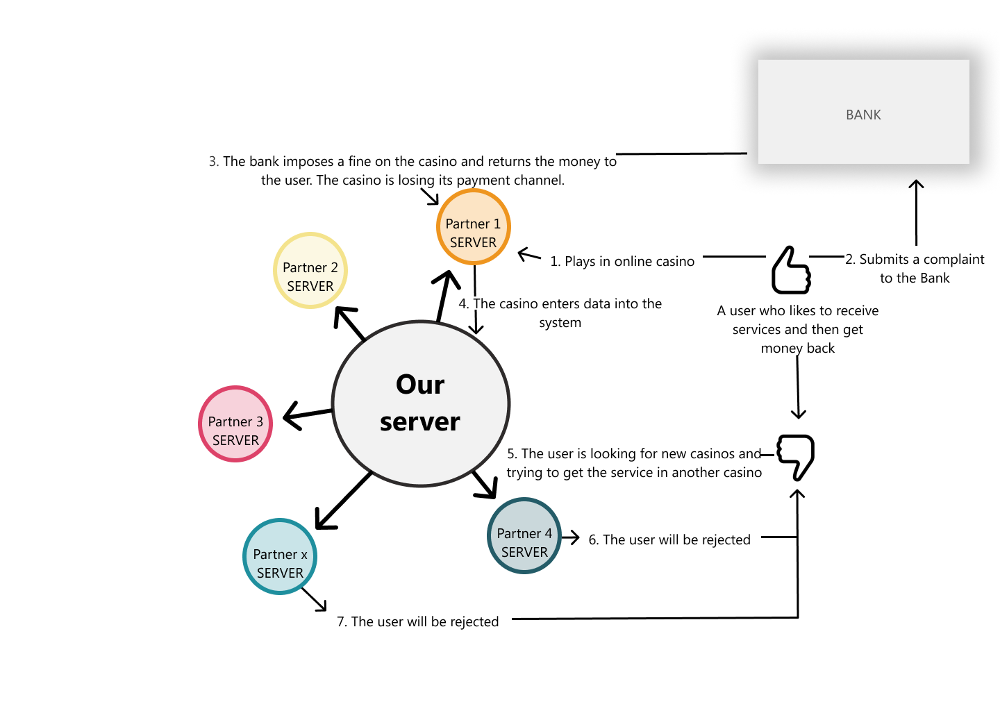 BANK
3. The bank imposes a fine on the casino and returns the money to
the user. The casino is losing its payment channel.
Partner 1
SERVER
Partner 2
SERVER
1. Plays in online casino
2. Submits a complaint
to the Bank
4. The casino enters data into the
system
A user who likes to receive
services and then get
money back
Our
server
Partner 3
SERVER
5. The user is looking for new casinos and
trying to get the service in another casino
Partner 4
SERVER
6. The user will be rejected
Partner x
SERVER
7. The user will be rejected